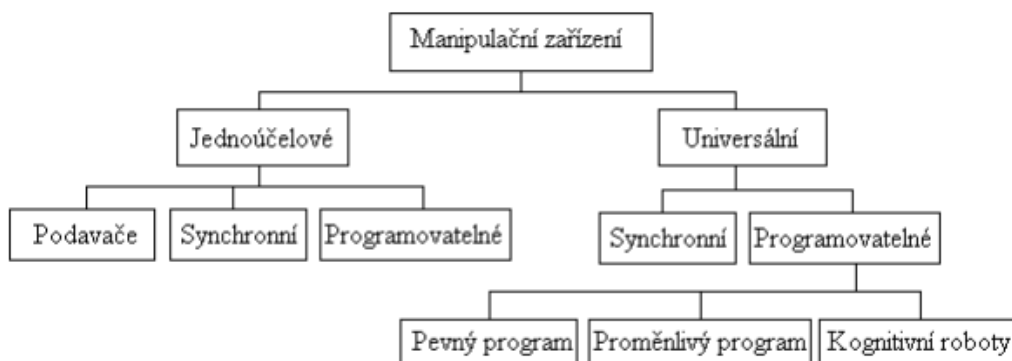 Manipulační zařízení
Jednoúčelové
Universální
Podavače
Synchronní
Programovatelné
Synchronní
Programovatelné
Pevný program
Proměnlivý program
Kognitivní roboty